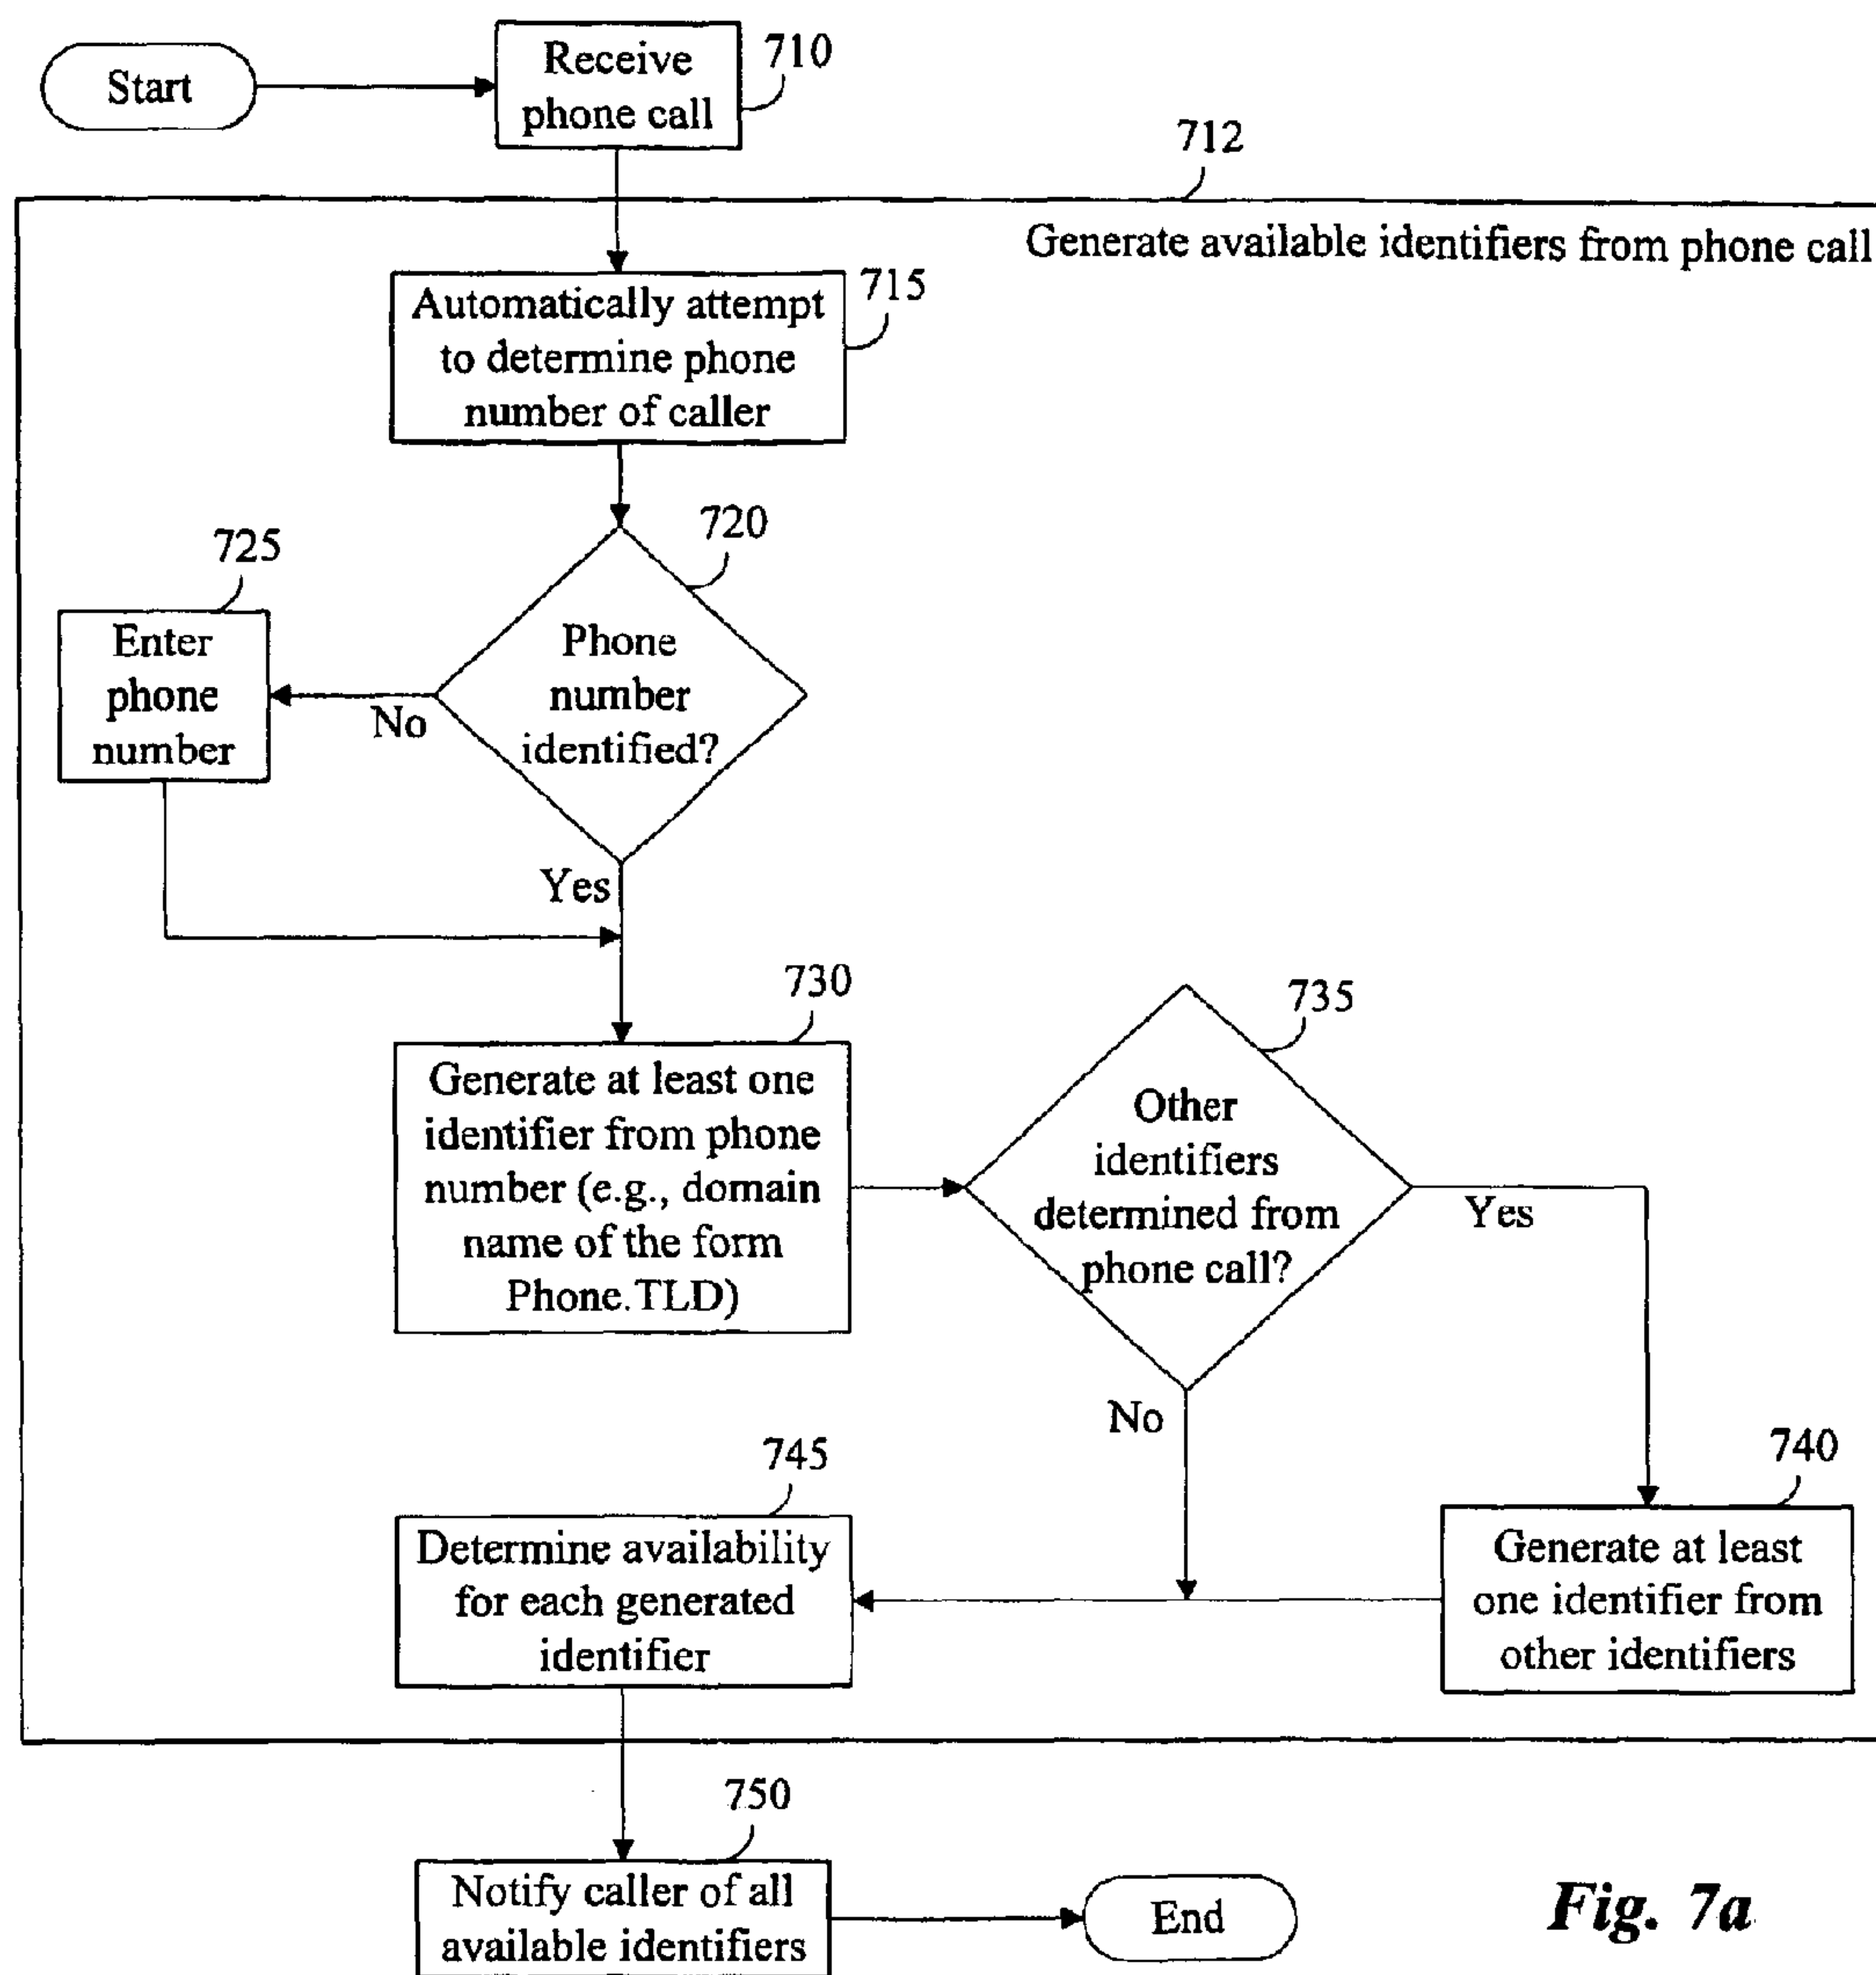 Start
Receive
phone call
710
712
Generate available identifiers from phone call
Automatically attempt
to determine phone
number of caller
715
720
Phone
number
identified?
No
725
Enter
phone
number
Yes
730
Generate at least one
identifier from phone
number (e.g., domain
name of the form
Phone.TLD)
735
Other
identifiers
determined from
phone call?
Yes
No
740
Generate at least
one identifier from
other identifiers
745
Determine availability
for each generated
identifier
750
Notify caller of all
available identifiers
End
Fig. 7a